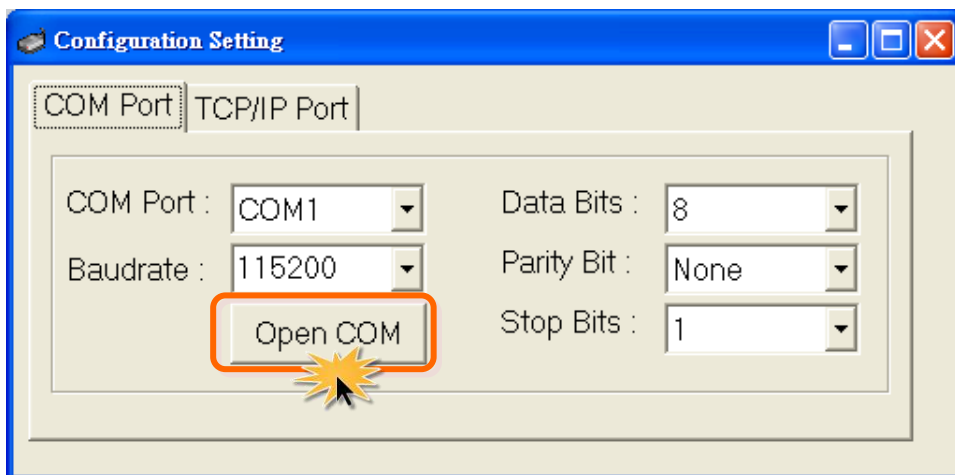 Configuration Setting
COM Port TCP/IP Port
COM Port : COM1 Data Bits : 8
Baudrate : 115200 Parity Bit : None
Open COM Stop Bits : 1